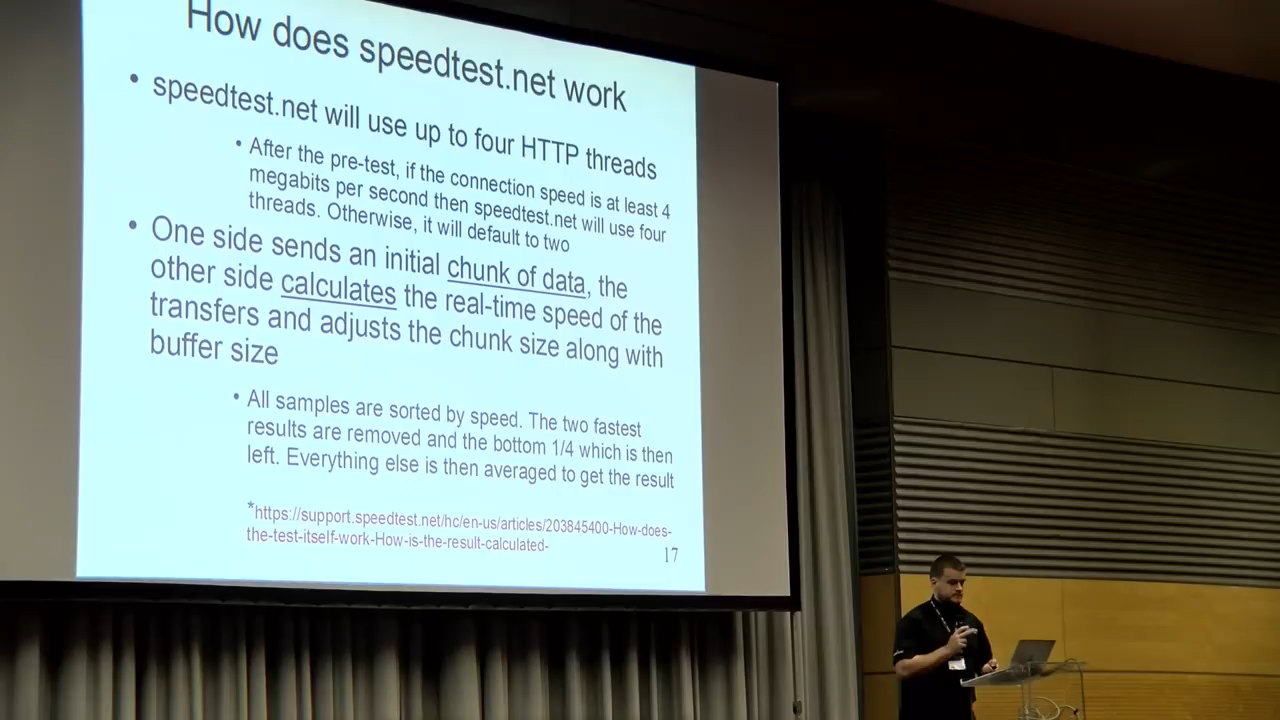 How does speedtest.net work
• speedtest.net will use up to four HTTP threads
• After the pre-test, if the connection speed is at least 4
megabits per second then speedtest.net will use four
threads. Otherwise, it will default to two
• One side sends an initial chunk of data, the
other side calculates the real-time speed of the
transfers and adjusts the chunk size along with
buffer size
• All samples are sorted by speed. The two fastest
results are removed and the bottom 1/4 which is then
left. Everything else is then averaged to get the result
*https://support.speedtest.net/hc/en-us/articles/203845400-How-does-
the-test-itself-work-How-is-the-result-calculated-
17